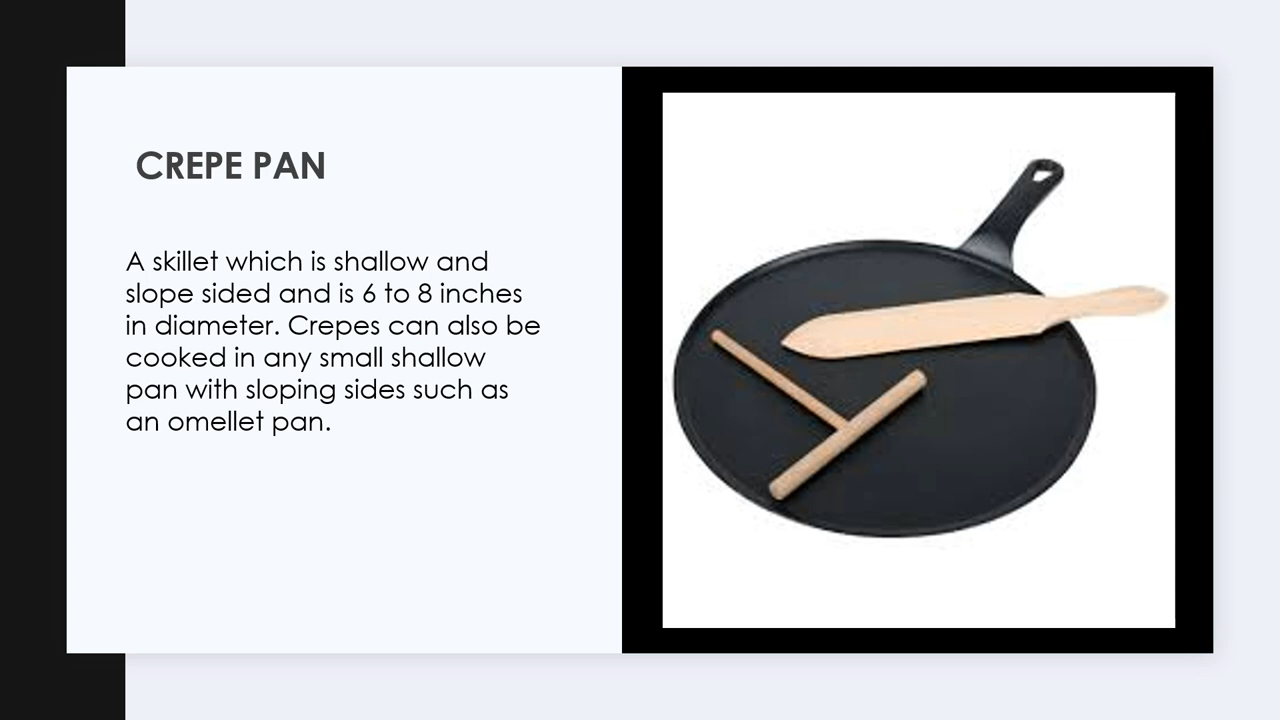 CREPE PAN
A skillet which is shallow and
slope sided and is 6 to 8 inches
in diameter. Crepes can also be
cooked in any small shallow
pan with sloping sides such as
an omellet pan.